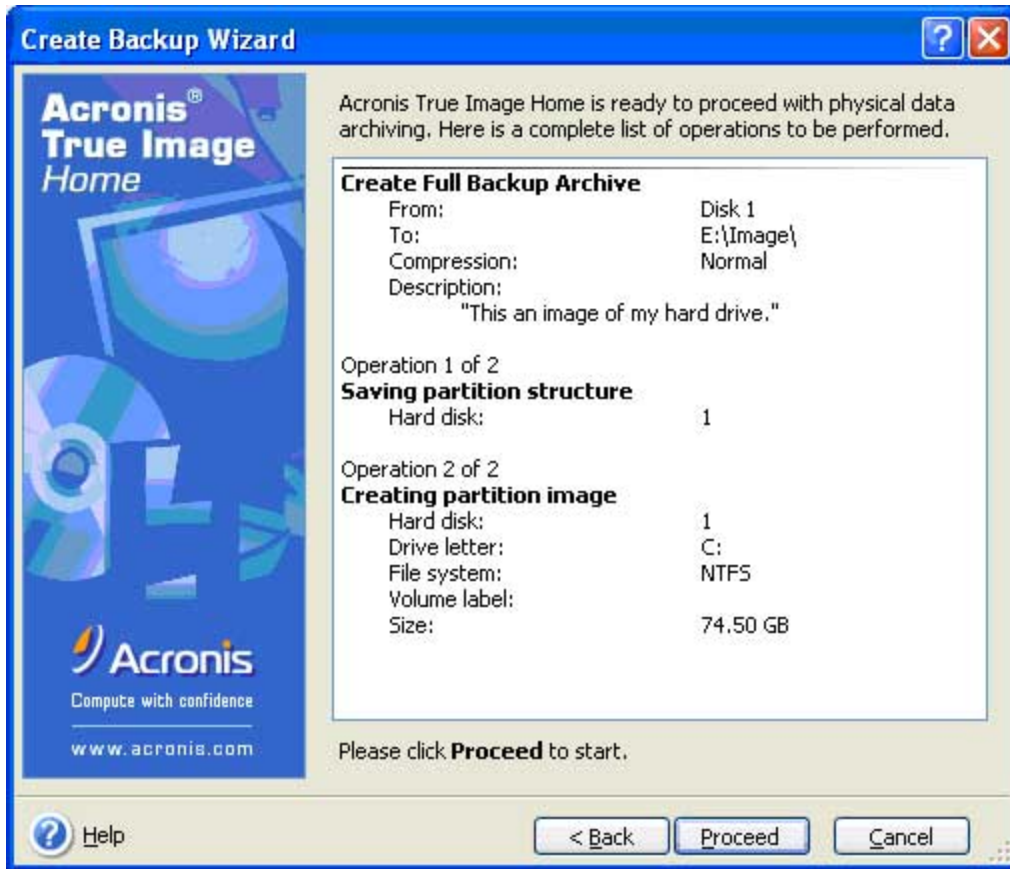 Create Backup Wizard
?
Acronis®
True Image
Home
Acronis
Compute with confidence
www.acronis.com
Acronis True Image Home is ready to proceed with physical data
archiving. Here is a complete list of operations to be performed.
Create Full Backup Archive
From: Disk 1
To: E:\Image\
Compression: Normal
Description:
"This an image of my hard drive."
Operation 1 of 2
Saving partition structure
Hard disk: 1
Operation 2 of 2
Creating partition image
Hard disk: 1
Drive letter: C:
File system: NTFS
Volume label:
Size: 74.50 GB
Please click Proceed to start.
? Help
< Back
Proceed
Cancel